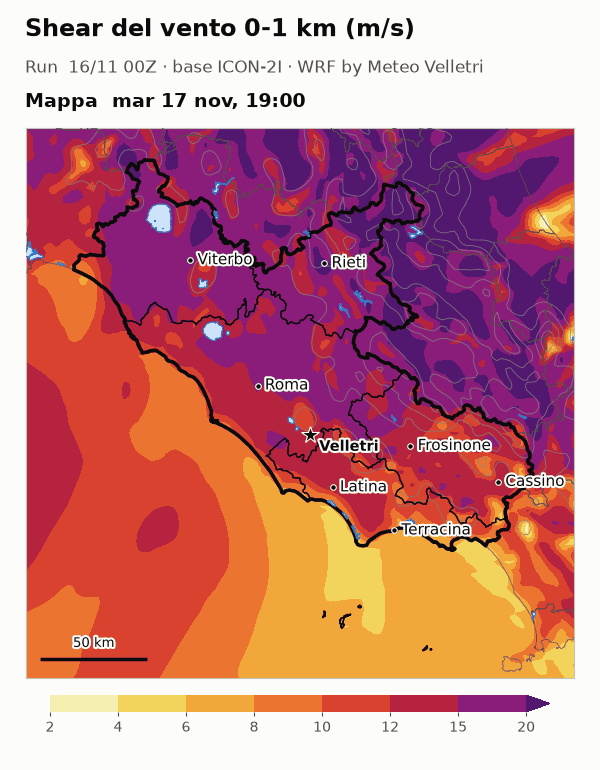 Shear del vento 0-1 km (m/s)
Run  16/11 00Z · base ICON-2I · WRF by Meteo Velletri
Mappa  mar 17 nov, 19:00
Viterbo
Rieti
Roma
Velletri
Frosinone
Cassino
Latina
Terracina
50 km
2 4 6 8 10 12 15 20